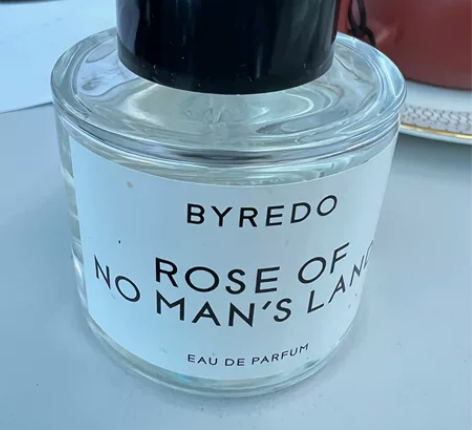 BYREDO
ROSE OF
NO MAN'S LAND
EAU DE PARFUM